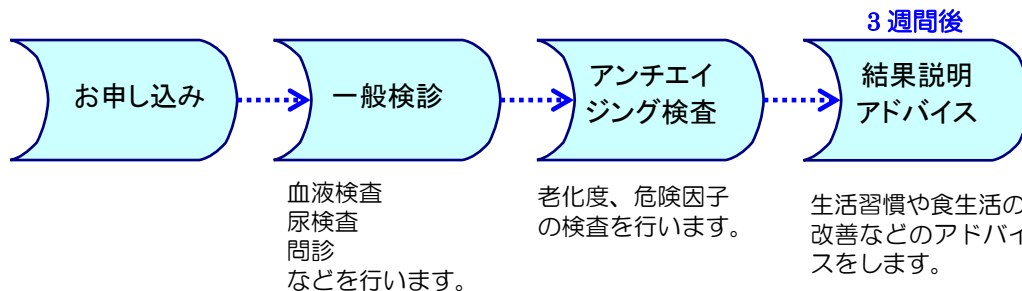 3 週間後
お申し込み
一般検診
アンチエイ
ジング検査
結果説明
アドバイス
血液検査
尿検査
問診
などを行います。
老化度、危険因子
の検査を行います。
生活習慣や食生活の
改善などのアドバイ
スをします。